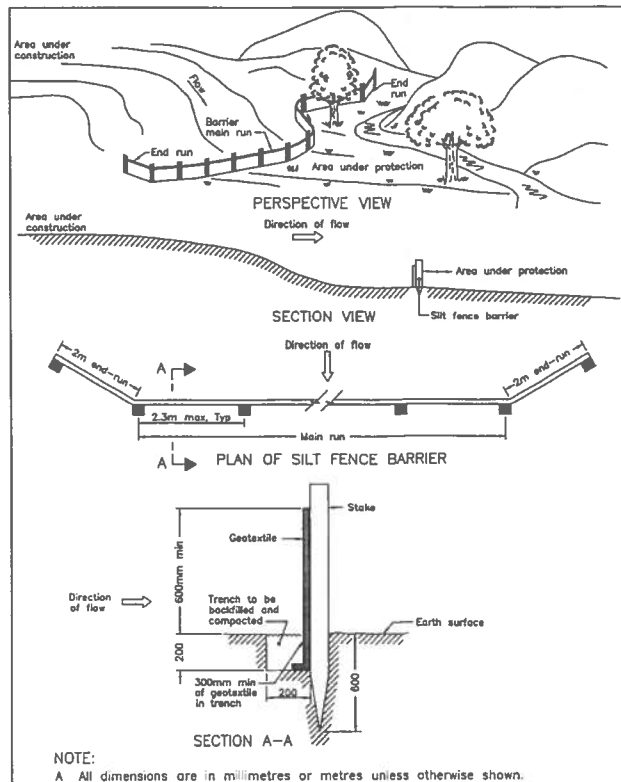 Area under
construction
Flow
Barrier
main run
End run
End
run
Area under protection
PERSPECTIVE VIEW
Area under
construction
Direction of flow
Area under protection
Silt fence barrier
SECTION VIEW
Direction of flow
2m end-run
A
2m end-run
2.3m max, Typ
Main run
A
PLAN OF SILT FENCE BARRIER
Stake
Geotextile
600mm min
Direction
of flow
Trench to be
backfilled and
compacted
Earth surface
200
300mm min
of geotextile
in trench
200
600
SECTION A-A
NOTE:
A All dimensions are in millimetres or metres unless otherwise shown.